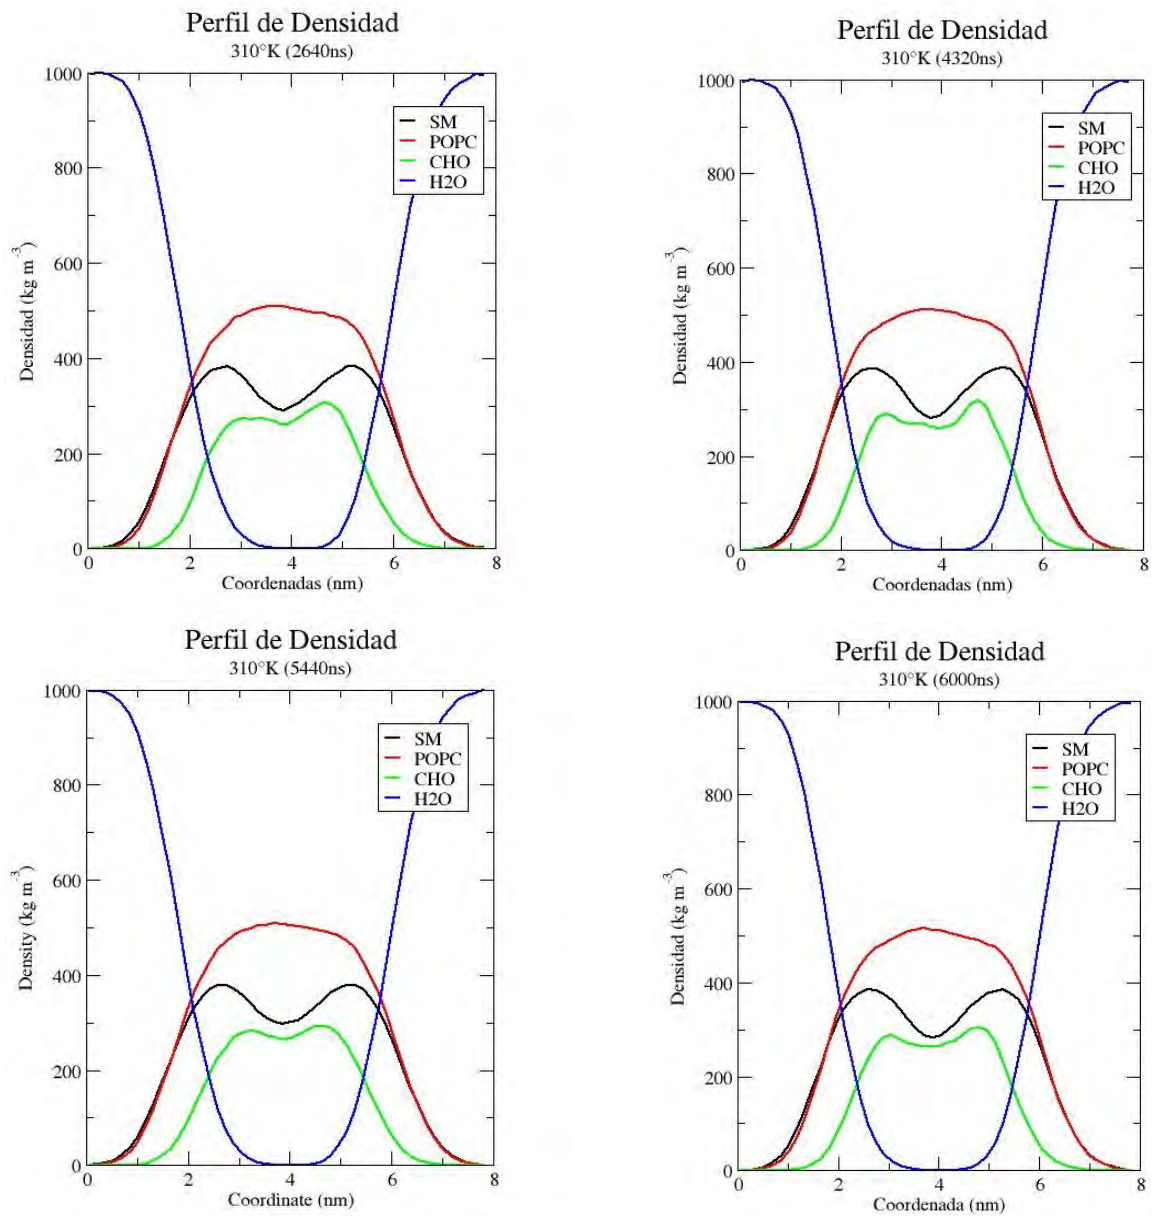 Perfil de Densidad
310°K (2640ns)
1000
800
600
400
200
0
Densidad (kg m⁻³)
SM
POPC
CHO
H2O
0 2 4 6 8
Coordenadas (nm)
Perfil de Densidad
310°K (4320ns)
1000
800
600
400
200
0
Densidad (kg m⁻³)
SM
POPC
CHO
H2O
0 2 4 6 8
Coordenadas (nm)
Perfil de Densidad
310°K (5440ns)
1000
800
600
400
200
0
Density (kg m⁻³)
SM
POPC
CHO
H2O
0 2 4 6 8
Coordinate (nm)
Perfil de Densidad
310°K (6000ns)
1000
800
600
400
200
0
Densidad (kg m⁻³)
SM
POPC
CHO
H2O
0 2 4 6 8
Coordenada (nm)